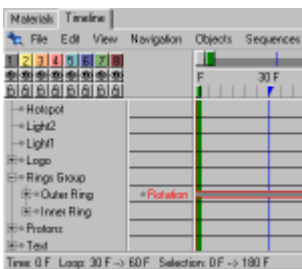 Materials Timeline
File Edit View Navigation Objects Sequences
1 2 3 4 5 6 7 8
F 30 F
Hotspot
Light2
Light1
Logo
Rings Group
Outer Ring Rotation
Inner Ring
Protons
Text
Time: 0 F Loop: 30 F --> 60 F Selection: 0 F --> 180 F